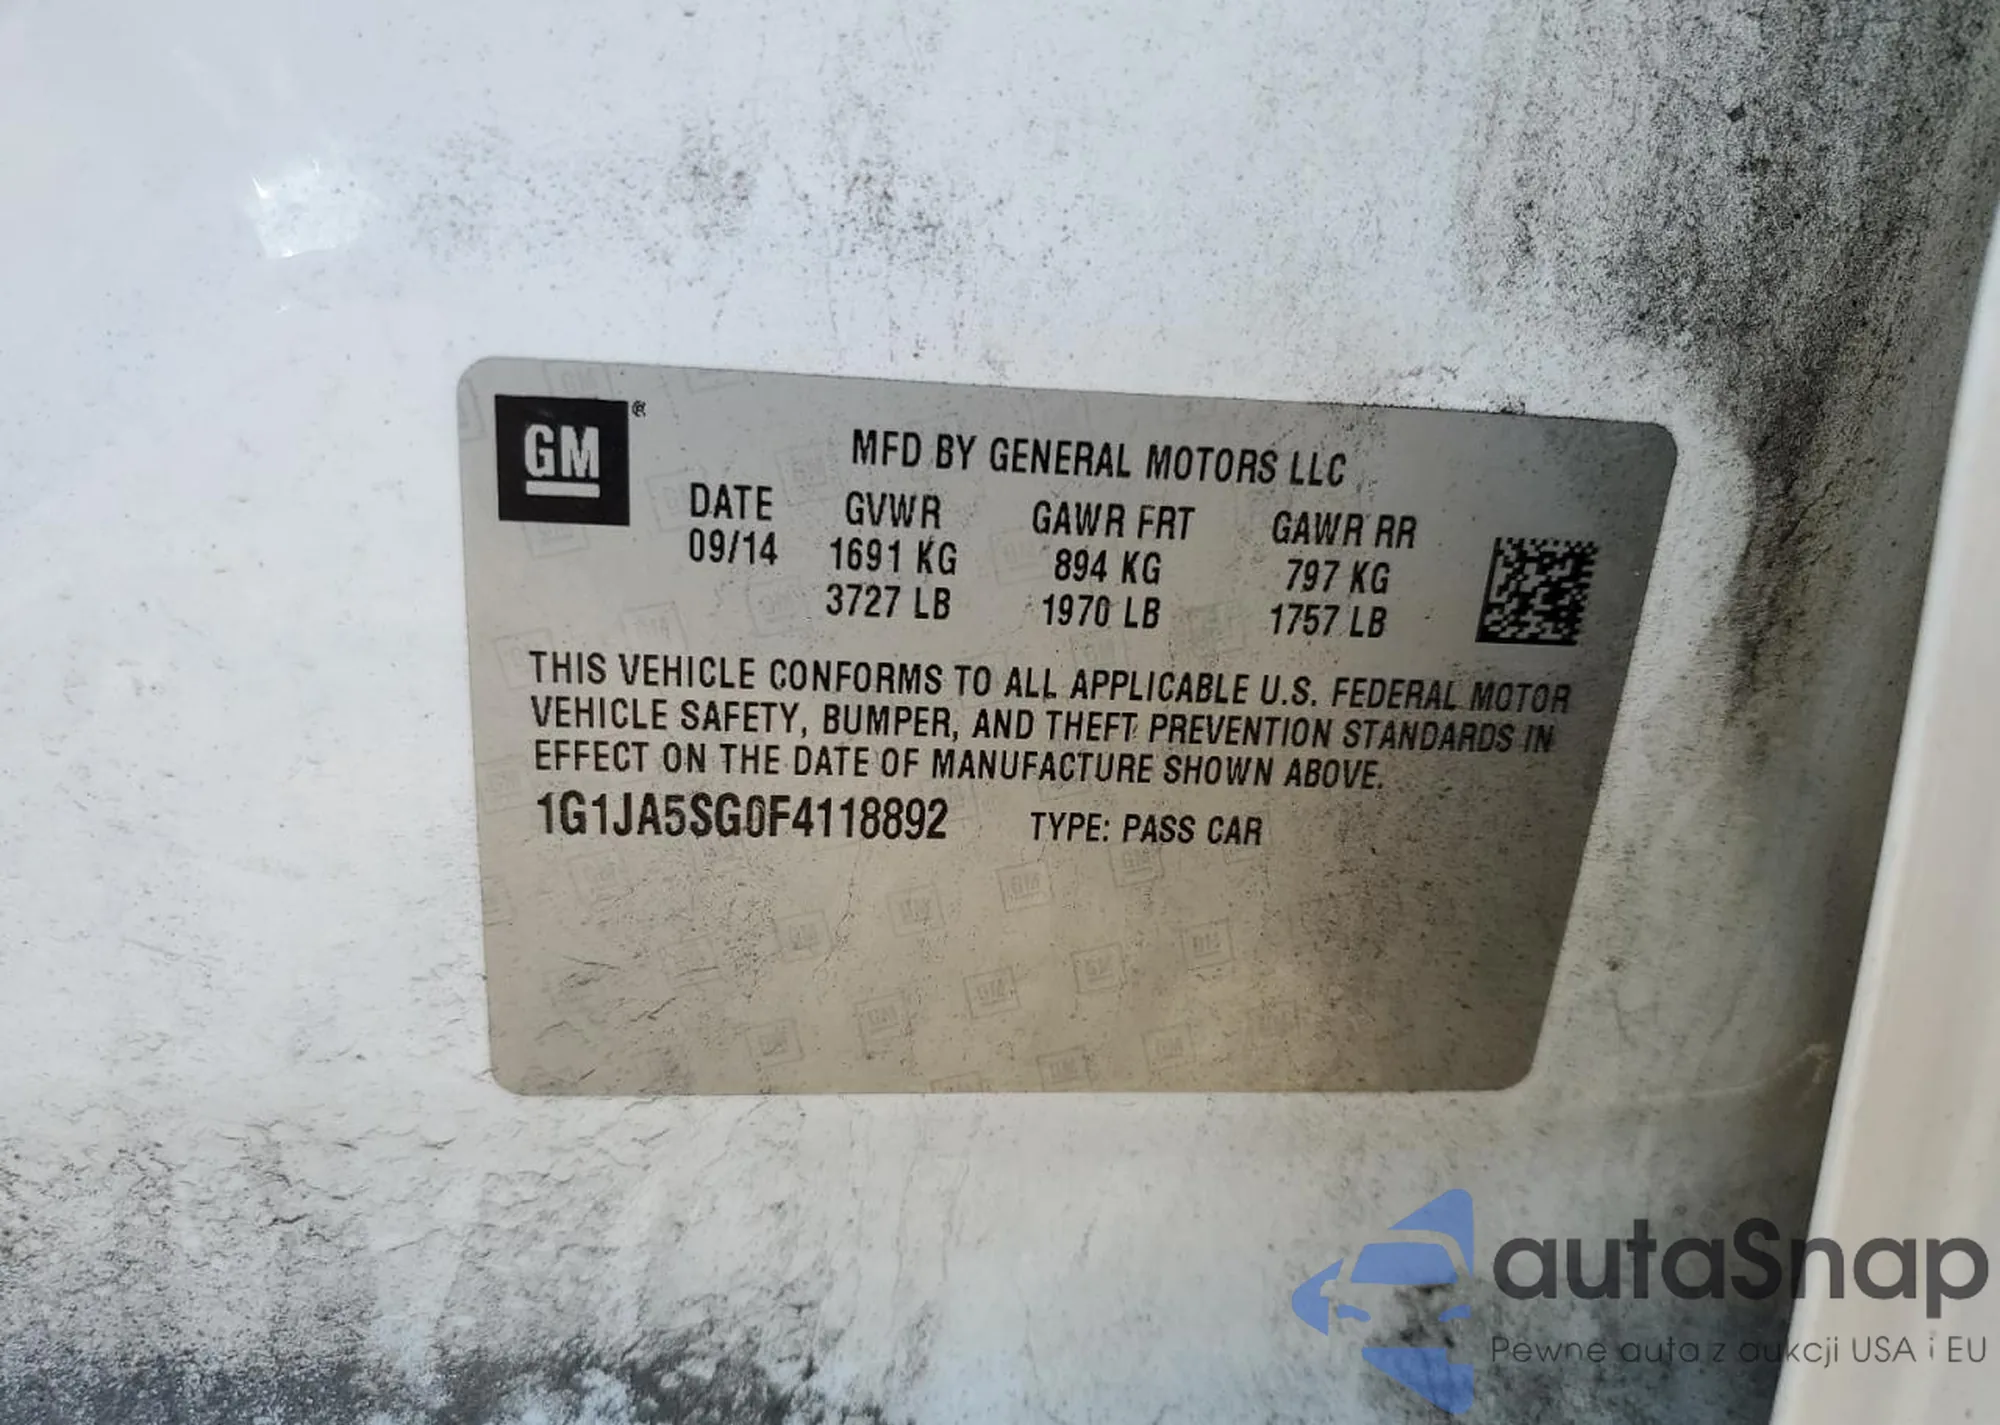 GM®
MFD BY GENERAL MOTORS LLC
DATE GVWR GAWR FRT GAWR RR
09/14 1691 KG 894 KG 797 KG
3727 LB 1970 LB 1757 LB
THIS VEHICLE CONFORMS TO ALL APPLICABLE U.S. FEDERAL MOTOR
VEHICLE SAFETY, BUMPER, AND THEFT PREVENTION STANDARDS IN
EFFECT ON THE DATE OF MANUFACTURE SHOWN ABOVE.
1G1JA5SG0F4118892 TYPE: PASS CAR
autaSnap
Pewne auta z aukcji USA i EU